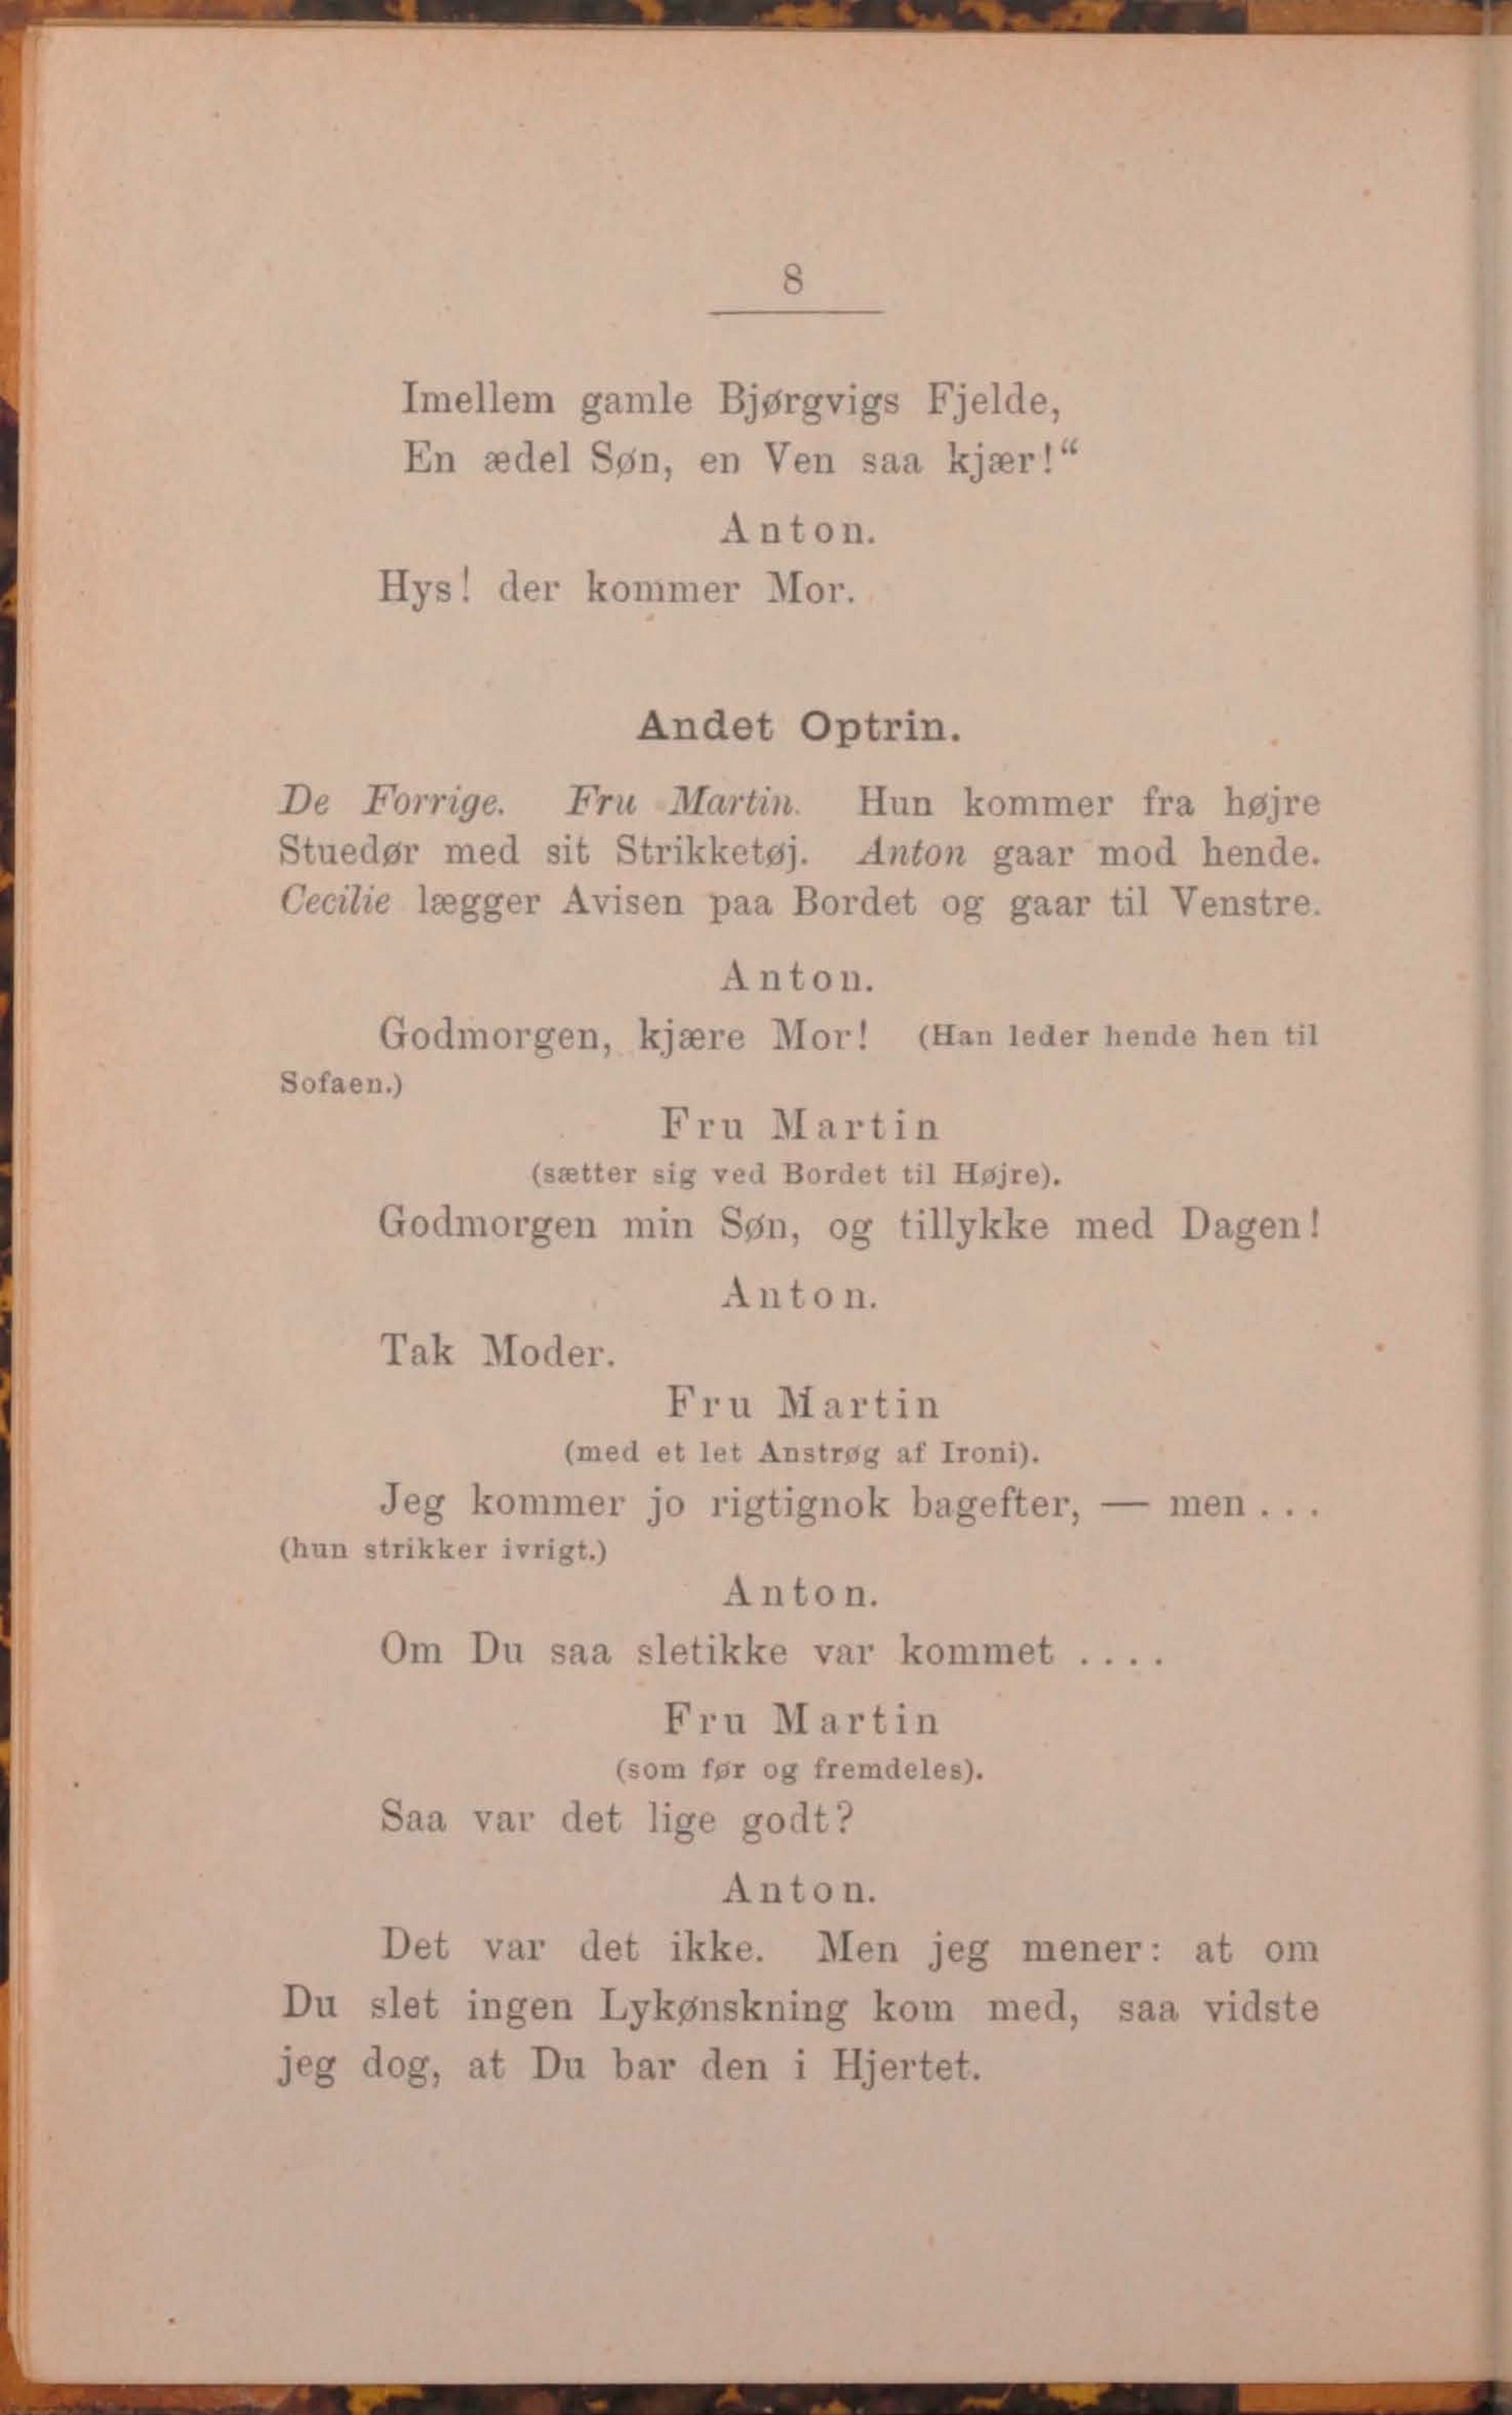 8
Imellem gamle Bjørgvigs Fjelde,
En ædel Søn, en Ven saa kjær!“
Anton.
Hys! der kommer Mor.
Andet Optrin.
De Forrige. Fru Martin. Hun kommer fra højre
Stuedør med sit Strikketøj. Anton gaar mod hende.
Cecilie lægger Avisen paa Bordet og gaar til Venstre.
Anton.
Godmorgen, kjære Mor! (Han leder hende hen til
Sofaen.)
Fru Martin
(sætter sig ved Bordet til Højre).
Godmorgen min Søn, og tillykke med Dagen!
Anton.
Tak Moder.
Fru Martin
(med et let Anstrøg af Ironi).
Jeg kommer jo rigtignok bagefter, — men . . .
(hun strikker ivrigt.)
Anton.
Om Du saa sletikke var kommet . . . .
Fru Martin
(som før og fremdeles).
Saa var det lige godt?
Anton.
Det var det ikke. Men jeg mener: at om
Du slet ingen Lykønskning kom med, saa vidste
jeg dog, at Du bar den i Hjertet.